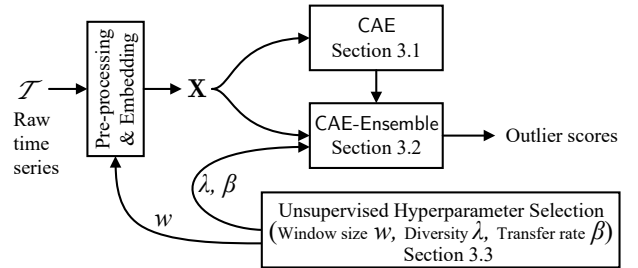 CAE
Section 3.1
𝒯
Raw
time
series
Pre-processing
& Embedding
X
CAE-Ensemble
Section 3.2
Outlier scores
λ, β
w
Unsupervised Hyperparameter Selection
(Window size w, Diversity λ, Transfer rate β)
Section 3.3